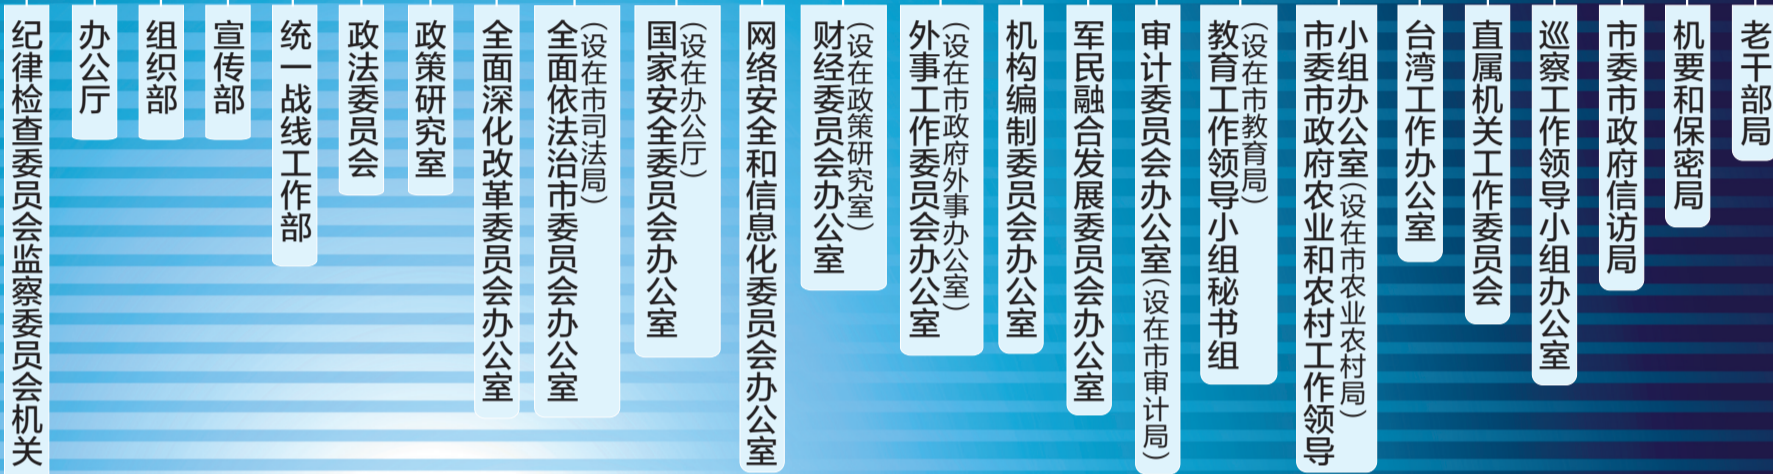 纪律检查委员会监察委员会机关
办公厅
组织部
宣传部
统一战线工作部
政法委员会
政策研究室
全面深化改革委员会办公室
全面依法治市委员会办公室
（设在市司法局）
国家安全委员会办公室
（设在办公厅）
网络安全和信息化委员会办公室
财经委员会办公室
（设在政策研究室）
外事工作委员会办公室
（设在市政府外事办公室）
机构编制委员会办公室
军民融合发展委员会办公室
审计委员会办公室（设在市审计局）
教育工作领导小组秘书组
（设在市教育局）
市委市政府农业和农村工作领导
小组办公室（设在市农业农村局）
台湾工作办公室
直属机关工作委员会
巡察工作领导小组办公室
市委市政府信访局
机要和保密局
老干部局